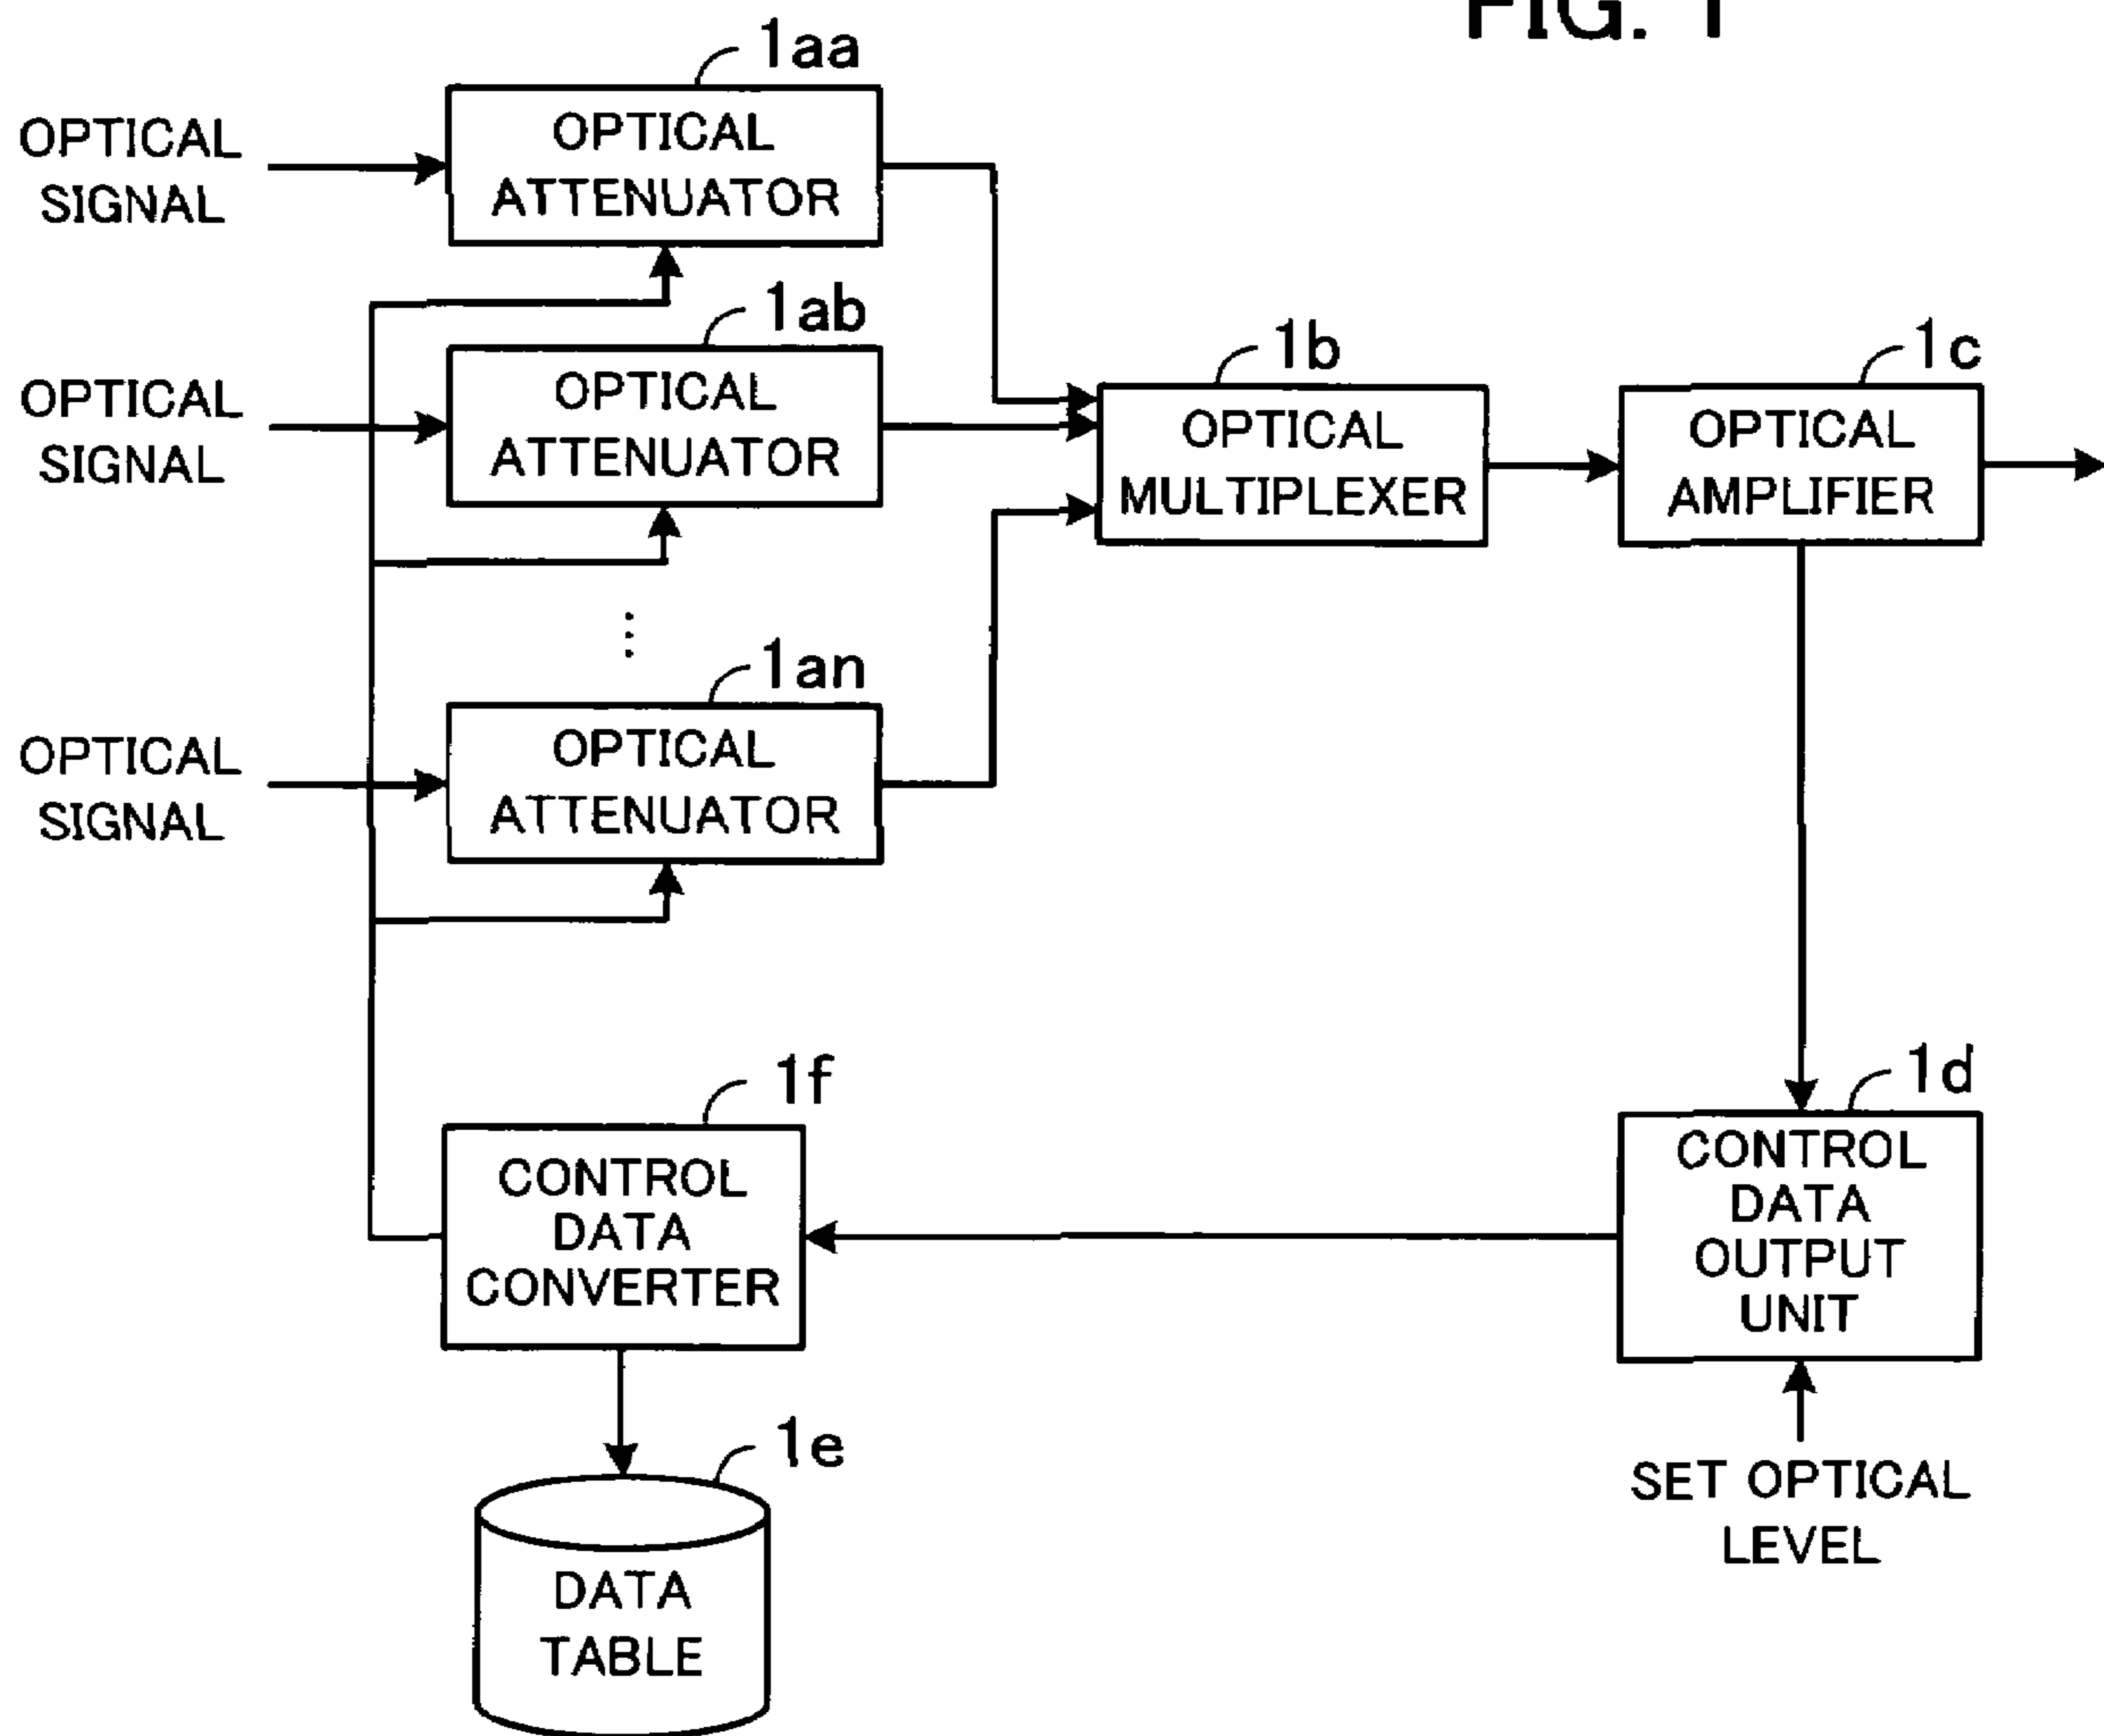 FIG. 1
1aa
OPTICAL
SIGNAL
OPTICAL
ATTENUATOR
1ab
OPTICAL
SIGNAL
OPTICAL
ATTENUATOR
1b
OPTICAL
MULTIPLEXER
1c
OPTICAL
AMPLIFIER
1an
OPTICAL
SIGNAL
OPTICAL
ATTENUATOR
1f
CONTROL
DATA
CONVERTER
1d
CONTROL
DATA
OUTPUT
UNIT
1e
DATA
TABLE
SET OPTICAL
LEVEL